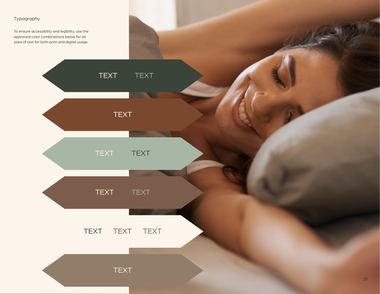 Typography
To ensure accessibility and legibility, use the
approved color combinations below for all
sizes of text for both print and digital usage.
TEXT TEXT
TEXT
TEXT TEXT
TEXT TEXT
TEXT TEXT TEXT
TEXT